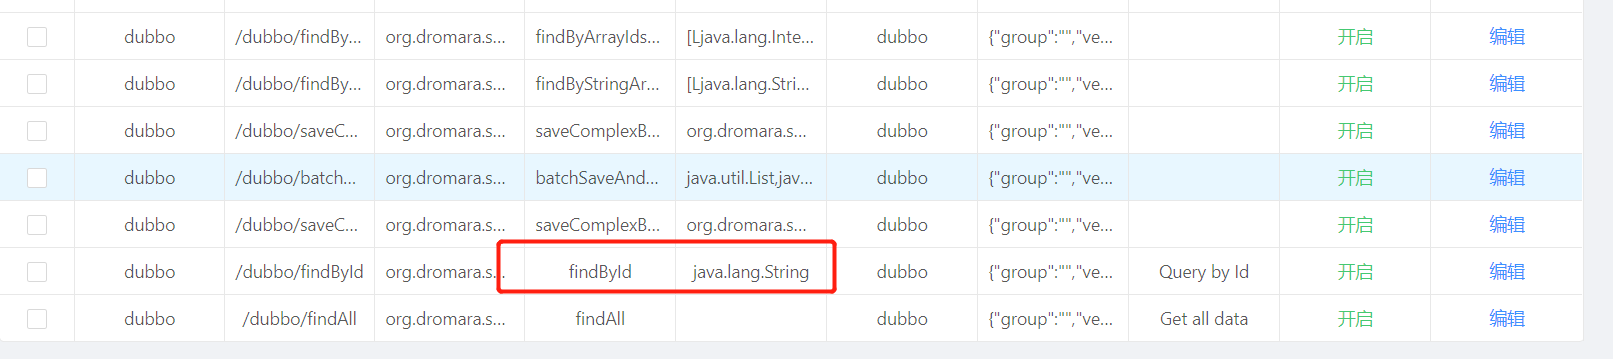 dubbo /dubbo/findBy... org.dromara.s... findByArrayIds... [Ljava.lang.Inte... dubbo {"group":"","ve... 开启 编辑
dubbo /dubbo/findBy... org.dromara.s... findByStringAr... [Ljava.lang.Stri... dubbo {"group":"","ve... 开启 编辑
dubbo /dubbo/saveC... org.dromara.s... saveComplexB... org.dromara.s... dubbo {"group":"","ve... 开启 编辑
dubbo /dubbo/batch... org.dromara.s... batchSaveAnd... java.util.List,jav... dubbo {"group":"","ve... 开启 编辑
dubbo /dubbo/saveC... org.dromara.s... saveComplexB... org.dromara.s... dubbo {"group":"","ve... 开启 编辑
dubbo /dubbo/findById org.dromara.s... findById java.lang.String dubbo {"group":"","ve... Query by Id 开启 编辑
dubbo /dubbo/findAll org.dromara.s... findAll dubbo {"group":"","ve... Get all data 开启 编辑